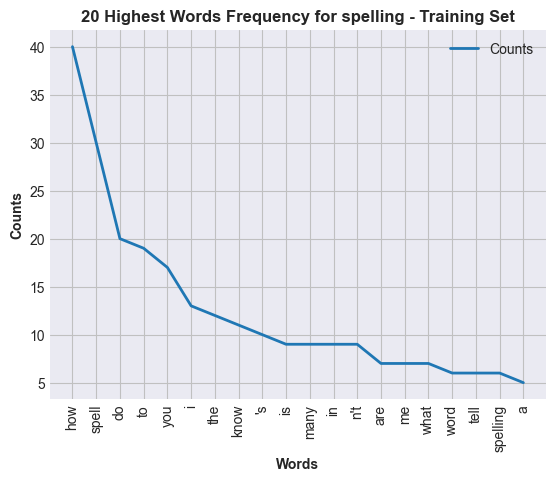 20 Highest Words Frequency for spelling - Training Set
Counts
40
35
30
25
20
15
10
5
Counts
how
spell
do
to
you
i
the
know
's
is
many
in
n't
are
me
what
word
tell
spelling
a
Words